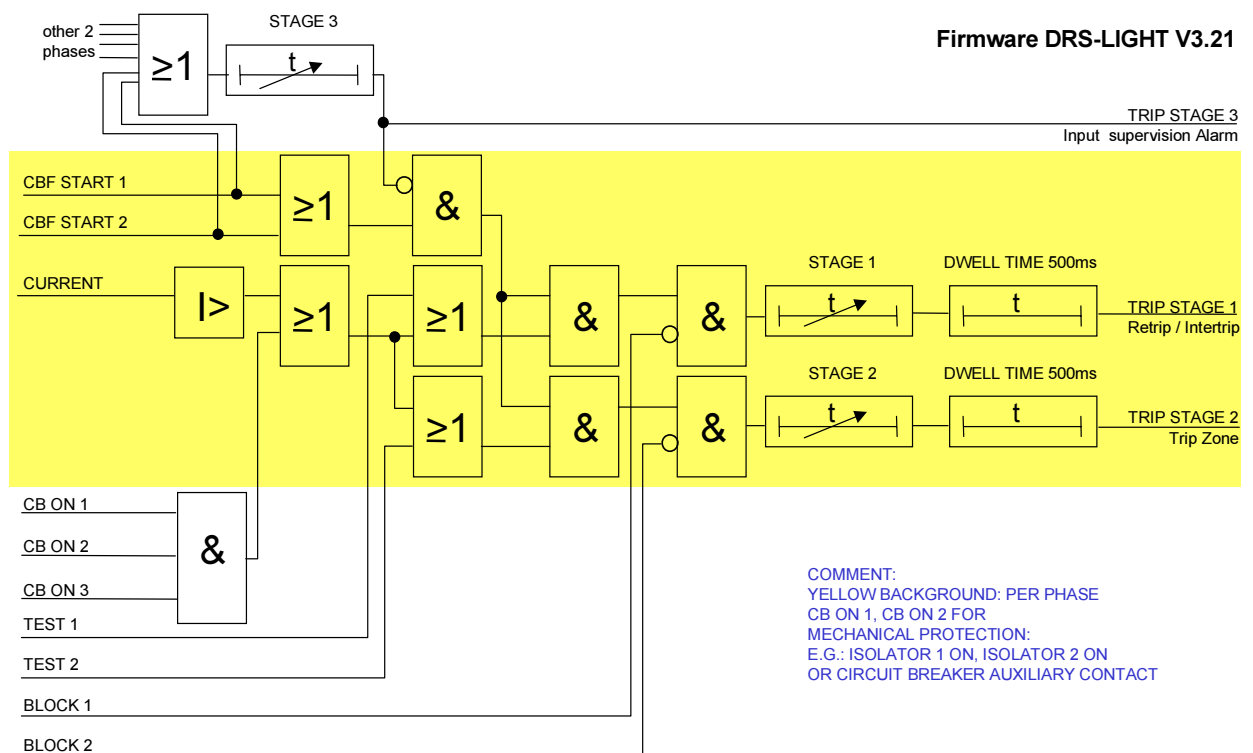 other 2
phases
≥1
STAGE 3
t
Firmware DRS-LIGHT V3.21
TRIP STAGE 3
Input supervision Alarm
CBF START 1
CBF START 2
≥1
&
CURRENT
I>
≥1
≥1
&
&
STAGE 1
t
DWELL TIME 500ms
t
TRIP STAGE 1
Retrip / Intertrip
≥1
&
&
STAGE 2
t
DWELL TIME 500ms
t
TRIP STAGE 2
Trip Zone
CB ON 1
CB ON 2
CB ON 3
&
TEST 1
TEST 2
BLOCK 1
BLOCK 2
COMMENT:
YELLOW BACKGROUND: PER PHASE
CB ON 1, CB ON 2 FOR
MECHANICAL PROTECTION:
E.G.: ISOLATOR 1 ON, ISOLATOR 2 ON
OR CIRCUIT BREAKER AUXILIARY CONTACT